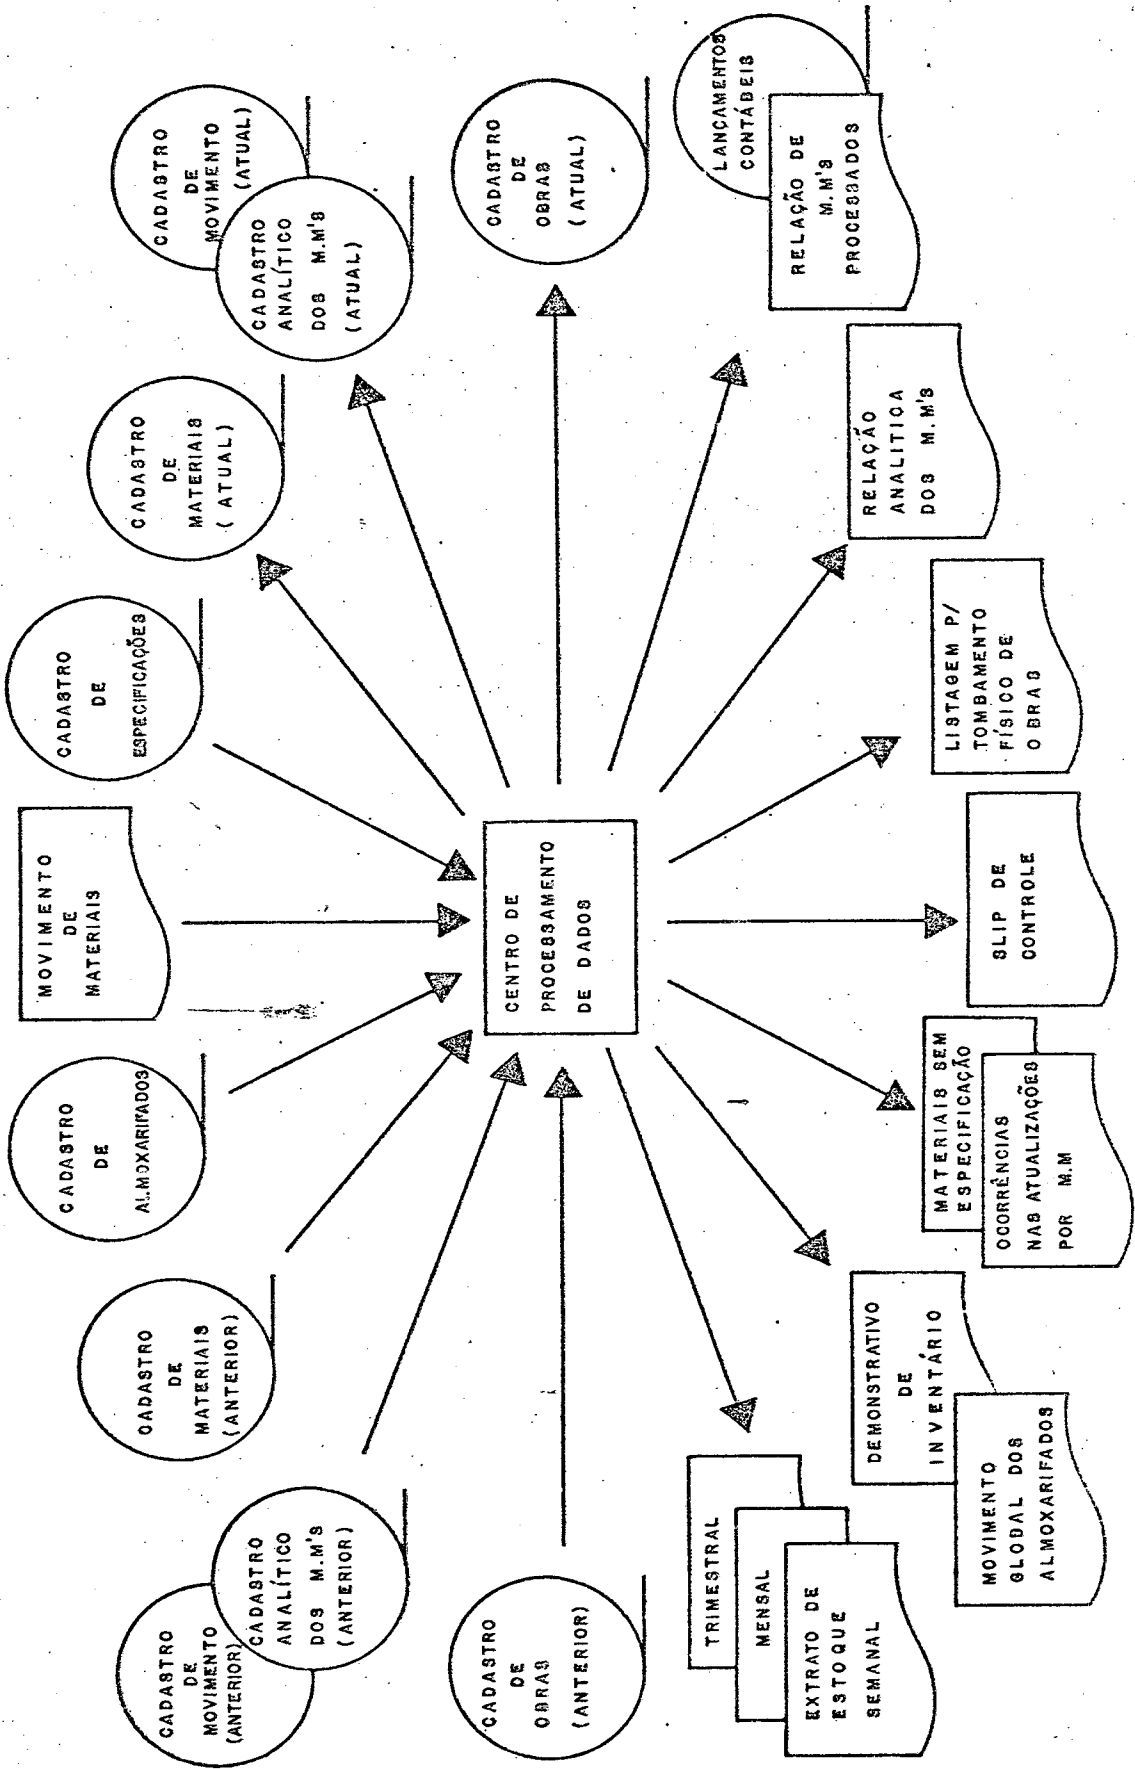 CADASTRO
DE
MOVIMENTO
(ANTERIOR)
CADASTRO
ANALÍTICO
DOS M.M'S
(ANTERIOR)
CADASTRO
DE
MATERIAIS
(ANTERIOR)
CADASTRO
DE
ALMOXARIFADOS
MOVIMENTO
DE
MATERIAIS
CADASTRO
DE
ESPECIFICAÇÕES
CADASTRO
DE
MATERIAIS
(ATUAL)
CADASTRO
DE
MOVIMENTO
(ATUAL)
CADASTRO
ANALÍTICO
DOS M.M'S
(ATUAL)
CADASTRO
DE
OBRAS
(ANTERIOR)
CENTRO DE
PROCESSAMENTO
DE DADOS
CADASTRO
DE
OBRAS
(ATUAL)
TRIMESTRAL
MENSAL
EXTRATO DE
ESTOQUE
SEMANAL
DEMONSTRATIVO
DE
INVENTÁRIO
MOVIMENTO
GLODAL DOS
ALMOXARIFADOS
MATERIAIS SEM
ESPECIFICAÇÃO
OCORRÊNCIAS
NAS ATUALIZAÇÕES
POR M.M
SLIP DE
CONTROLE
LISTAGEM P/
TOMBAMENTO
FÍSICO DE
OBRAS
RELAÇÃO
ANALITICA
DOS M.M'S
LANÇAMENTOS
CONTÁBEIS
RELAÇÃO DE
M.M'S
PROCESSADOS